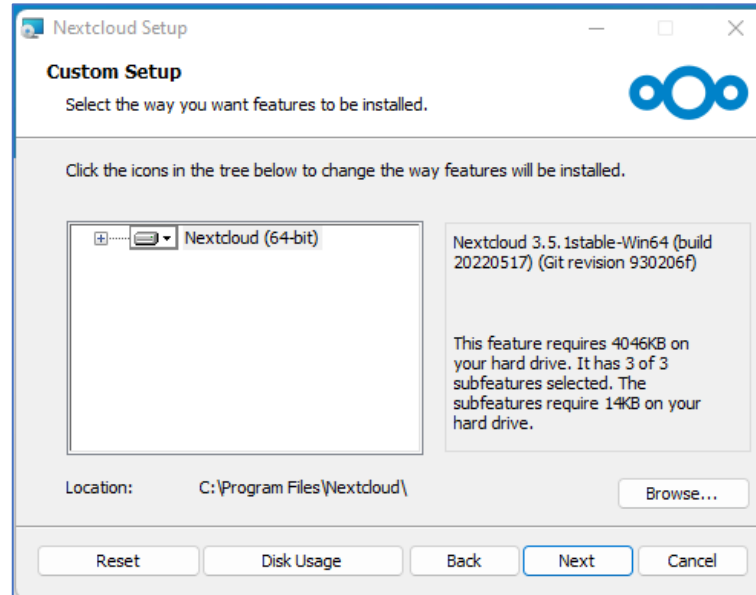 Nextcloud Setup
Custom Setup
Select the way you want features to be installed.
Click the icons in the tree below to change the way features will be installed.
Nextcloud (64-bit)
Nextcloud 3.5.1stable-Win64 (build
20220517) (Git revision 930206f)
This feature requires 4046KB on
your hard drive. It has 3 of 3
subfeatures selected. The
subfeatures require 14KB on your
hard drive.
Location: C:\Program Files\Nextcloud\
Browse...
Reset Disk Usage Back Next Cancel